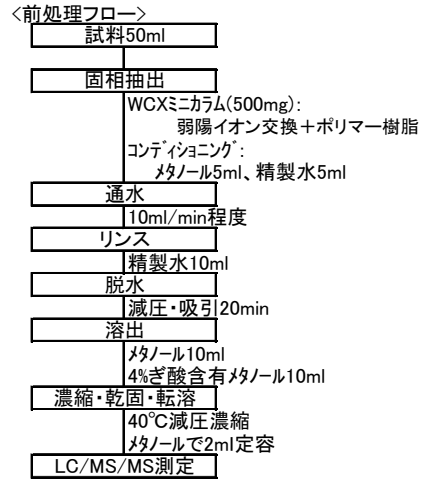 <前処理フロー>
試料50ml
固相抽出
WCXミニカラム(500mg):
弱陽イオン交換+ポリマー樹脂
コンディショニング:
メタノール5ml、精製水5ml
通水
10ml/min程度
リンス
精製水10ml
脱水
減圧・吸引20min
溶出
メタノール10ml
4%ぎ酸含有メタノール10ml
濃縮・乾固・転溶
40℃減圧濃縮
メタノールで2ml定容
LC/MS/MS測定